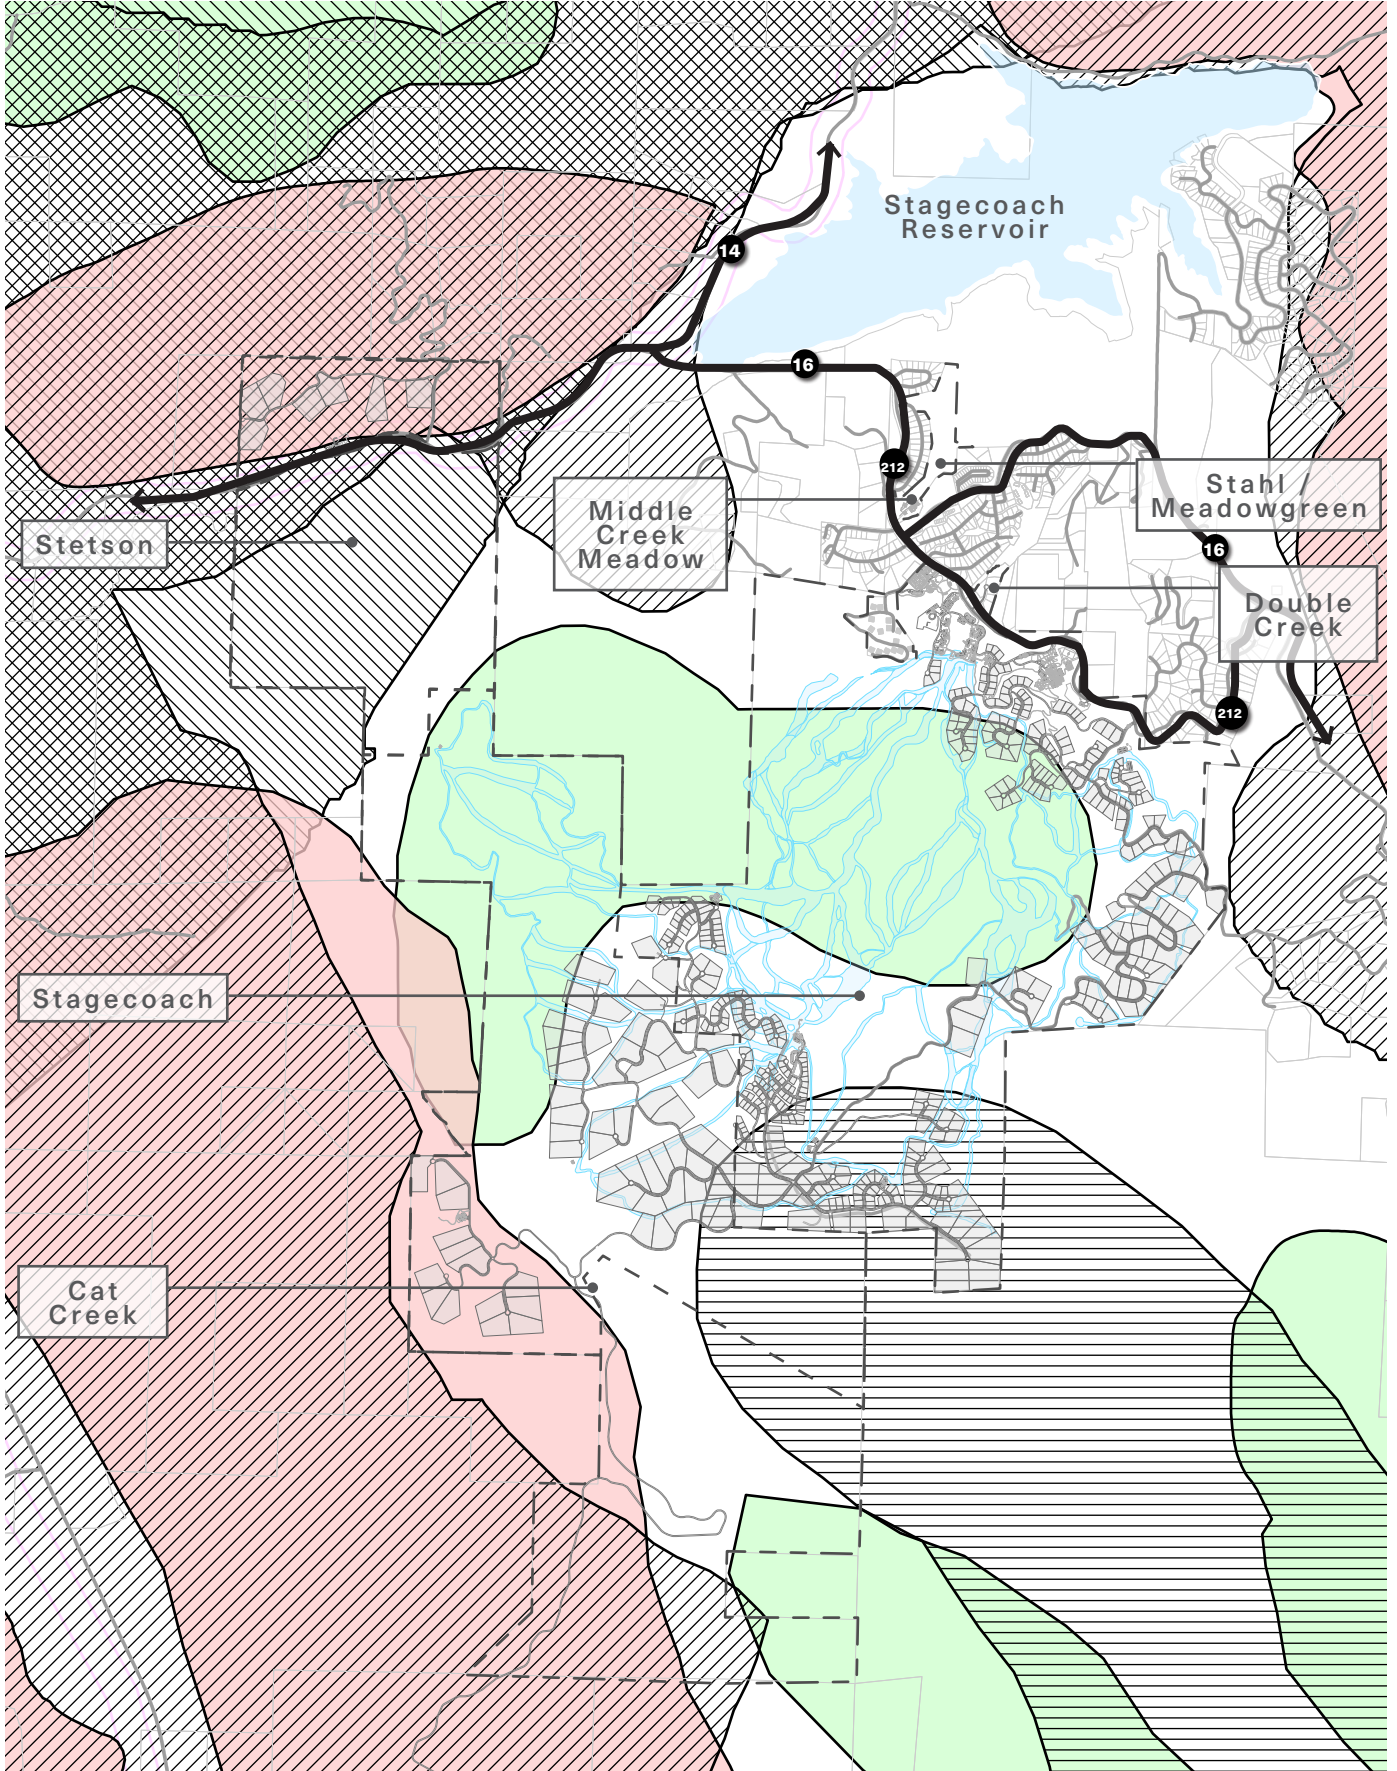 Stagecoach
Reservoir
14
16
212
Stahl
Meadowgreen
Middle
Creek
Meadow
Stetson
16
Double
Creek
212
Stagecoach
Cat
Creek